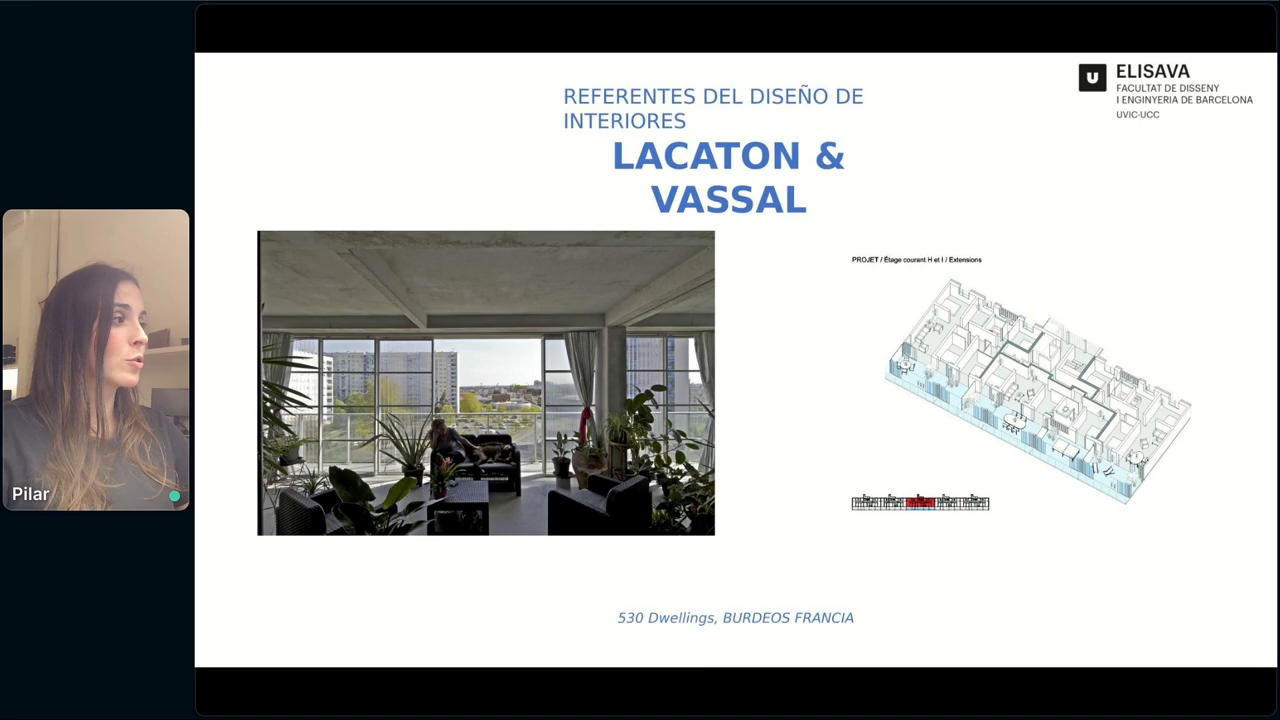 REFERENTES DEL DISEÑO DE
INTERIORES
LACATON &
VASSAL
U
ELISAVA
FACULTAT DE DISSENY
I ENGINYERIA DE BARCELONA
UVIC-UCC
PROJET / Étage courant H et I / Extensions
Pilar
530 Dwellings, BURDEOS FRANCIA